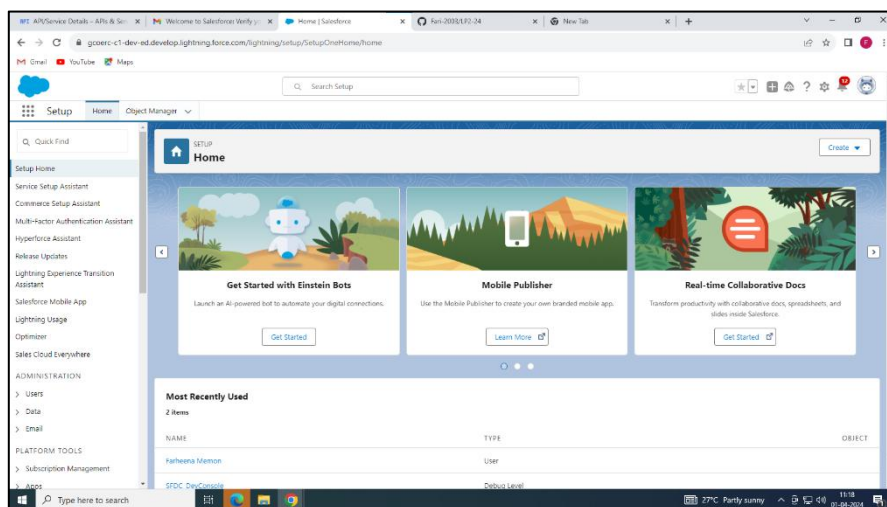 API/Service Details - APIs & Ser
Welcome to Salesforce: Verify yo
Home | Salesforce
Fari-2003/LP2-24
New Tab
gcoerc-c1-dev-ed.develop.lightning.force.com/lightning/setup/SetupOneHome/home
F
Gmail
YouTube
Maps
Search Setup
Setup
Home
Object Manager
Quick Find
Setup Home
Service Setup Assistant
Commerce Setup Assistant
Multi-Factor Authentication Assistant
Hyperforce Assistant
Release Updates
Lightning Experience Transition
Assistant
Salesforce Mobile App
Lightning Usage
Optimizer
Sales Cloud Everywhere
ADMINISTRATION
Users
Data
Email
PLATFORM TOOLS
Subscription Management
Apps
SETUP
Home
Create
Get Started with Einstein Bots
Launch an AI-powered bot to automate your digital connections.
Get Started
Mobile Publisher
Use the Mobile Publisher to create your own branded mobile app.
Learn More
Real-time Collaborative Docs
Transform productivity with collaborative docs, spreadsheets, and
slides inside Salesforce.
Get Started
Most Recently Used
2 items
NAME TYPE OBJECT
Farheena Memon User
SFDC_DevConsole Debug Level
Type here to search
27°C Partly sunny
11:18
01-04-2024